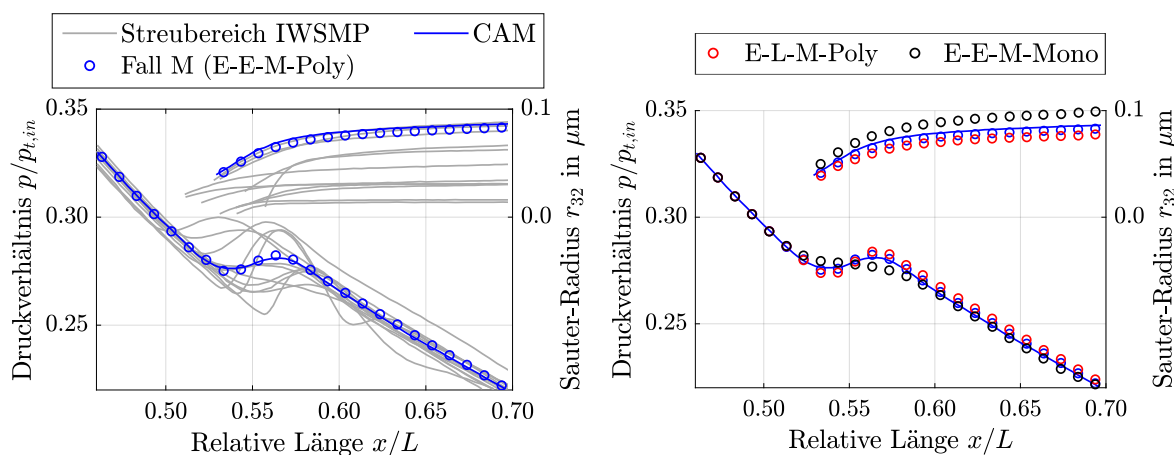 Streubereich IWSMP CAM
Fall M (E-E-M-Poly)
0.35
0.30
0.25
0.1
0.0
0.50 0.55 0.60 0.65 0.70
Druckverhältnis p/p_{t,in}
Sauter-Radius r_{32} in µm
Relative Länge x/L
E-L-M-Poly E-E-M-Mono
0.35
0.30
0.25
0.1
0.0
0.50 0.55 0.60 0.65 0.70
Druckverhältnis p/p_{t,in}
Sauter-Radius r_{32} in µm
Relative Länge x/L